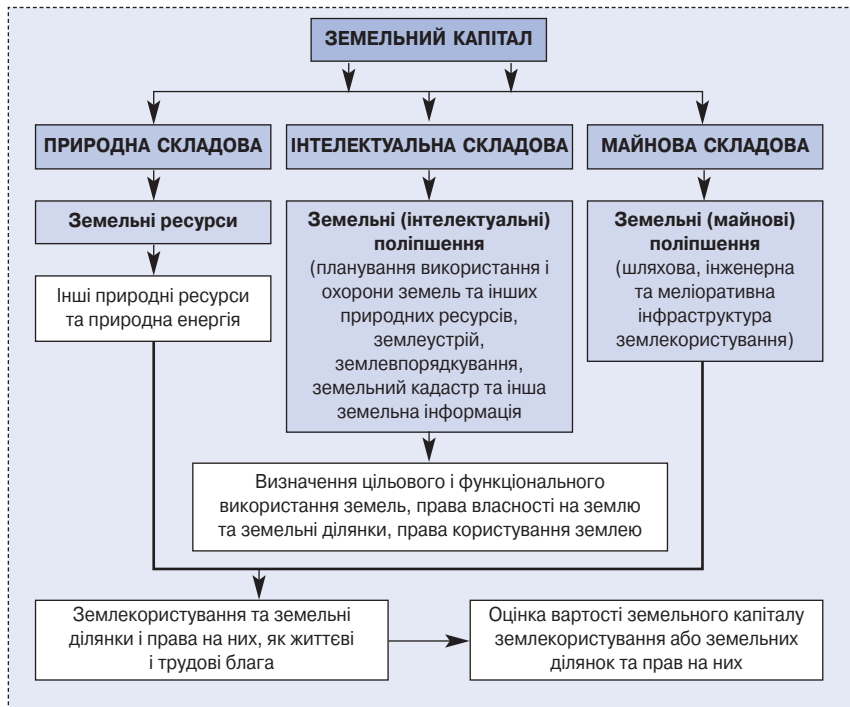 ЗЕМЕЛЬНИЙ КАПІТАЛ
ПРИРОДНА СКЛАДОВА
ІНТЕЛЕКТУАЛЬНА СКЛАДОВА
МАЙНОВА СКЛАДОВА
Земельні ресурси
Земельні (інтелектуальні)
поліпшення
(планування використання і
охорони земель та інших
природних ресурсів,
землеустрій,
землевпорядкування,
земельний кадастр та інша
земельна інформація
Земельні (майнові)
поліпшення
(шляхова, інженерна
та меліоративна
інфраструктура
землекористування)
Інші природні ресурси
та природна енергія
Визначення цільового і функціонального
використання земель, права власності на землю
та земельні ділянки, права користування землею
Землекористування та земельні
ділянки і права на них, як життєві
і трудові блага
Оцінка вартості земельного капіталу
землекористування або земельних
ділянок та прав на них